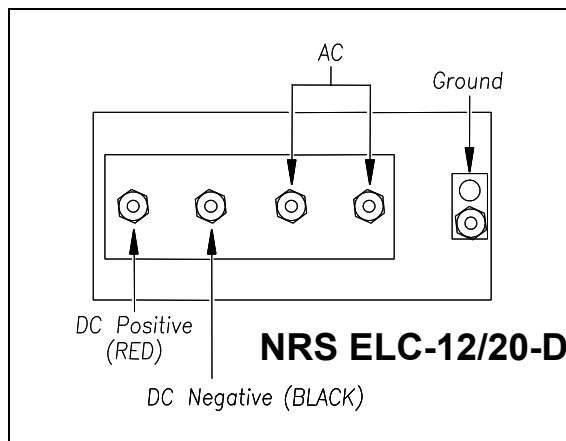 AC
Ground
DC Positive
(RED)
NRS ELC-12/20-D
DC Negative (BLACK)